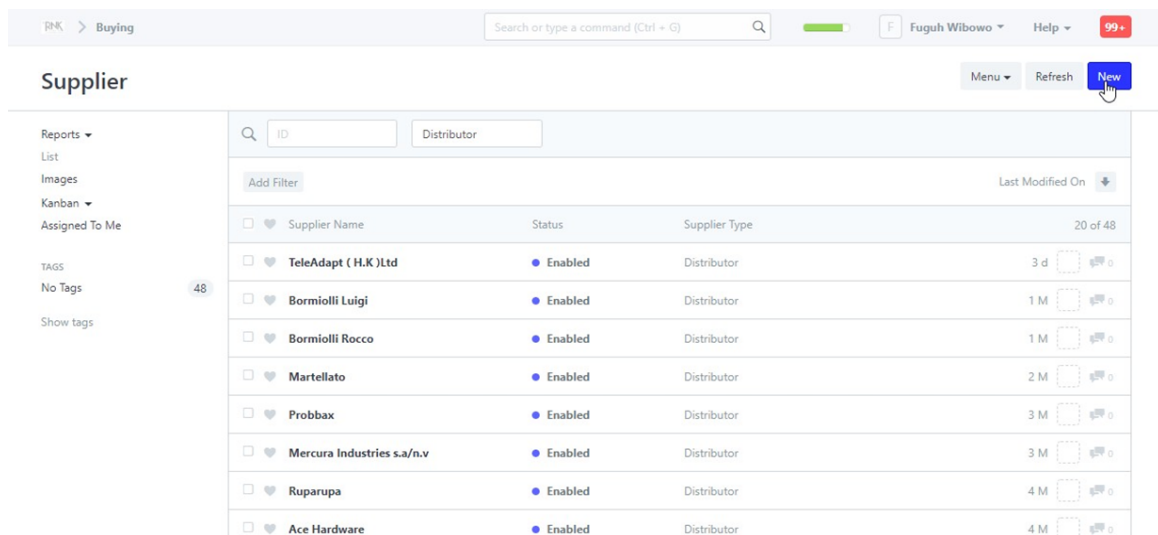 RNK > Buying Search or type a command (Ctrl + G) F Fuguh Wibowo Help 99+
Supplier Menu Refresh New
Reports
List
Images
Kanban
Assigned To Me
TAGS
No Tags 48
Show tags
ID Distributor
Add Filter Last Modified On
Supplier Name Status Supplier Type 20 of 48
TeleAdapt ( H.K )Ltd Enabled Distributor 3 d 0
Bormiolli Luigi Enabled Distributor 1 M 0
Bormiolli Rocco Enabled Distributor 1 M 0
Martellato Enabled Distributor 2 M 0
Probbax Enabled Distributor 3 M 0
Mercura Industries s.a/n.v Enabled Distributor 3 M 0
Ruparupa Enabled Distributor 4 M 0
Ace Hardware Enabled Distributor 4 M 0